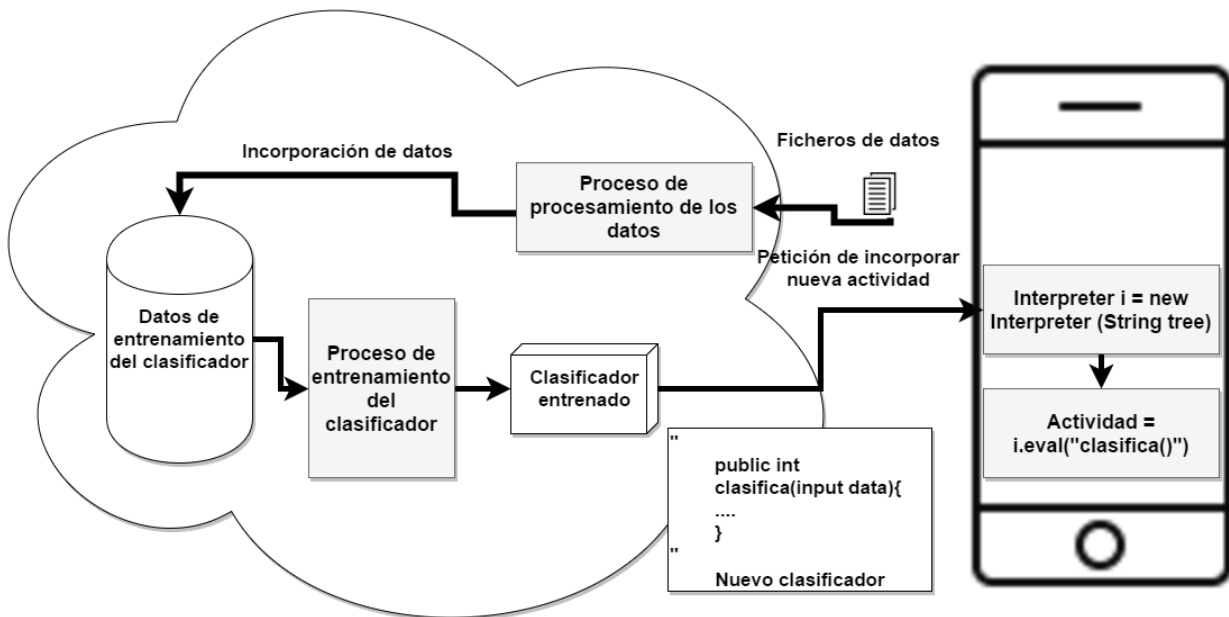 Incorporación de datos
Proceso de
procesamiento de los
datos
Ficheros de datos
Petición de incorporar
nueva actividad
Datos de
entrenamiento
del clasificador
Proceso de
entrenamiento
del
clasificador
Clasificador
entrenado
"
public int
clasifica(input data){
....
}
"
Nuevo clasificador
Interpreter i = new
Interpreter (String tree)
Actividad =
i.eval("clasifica()")